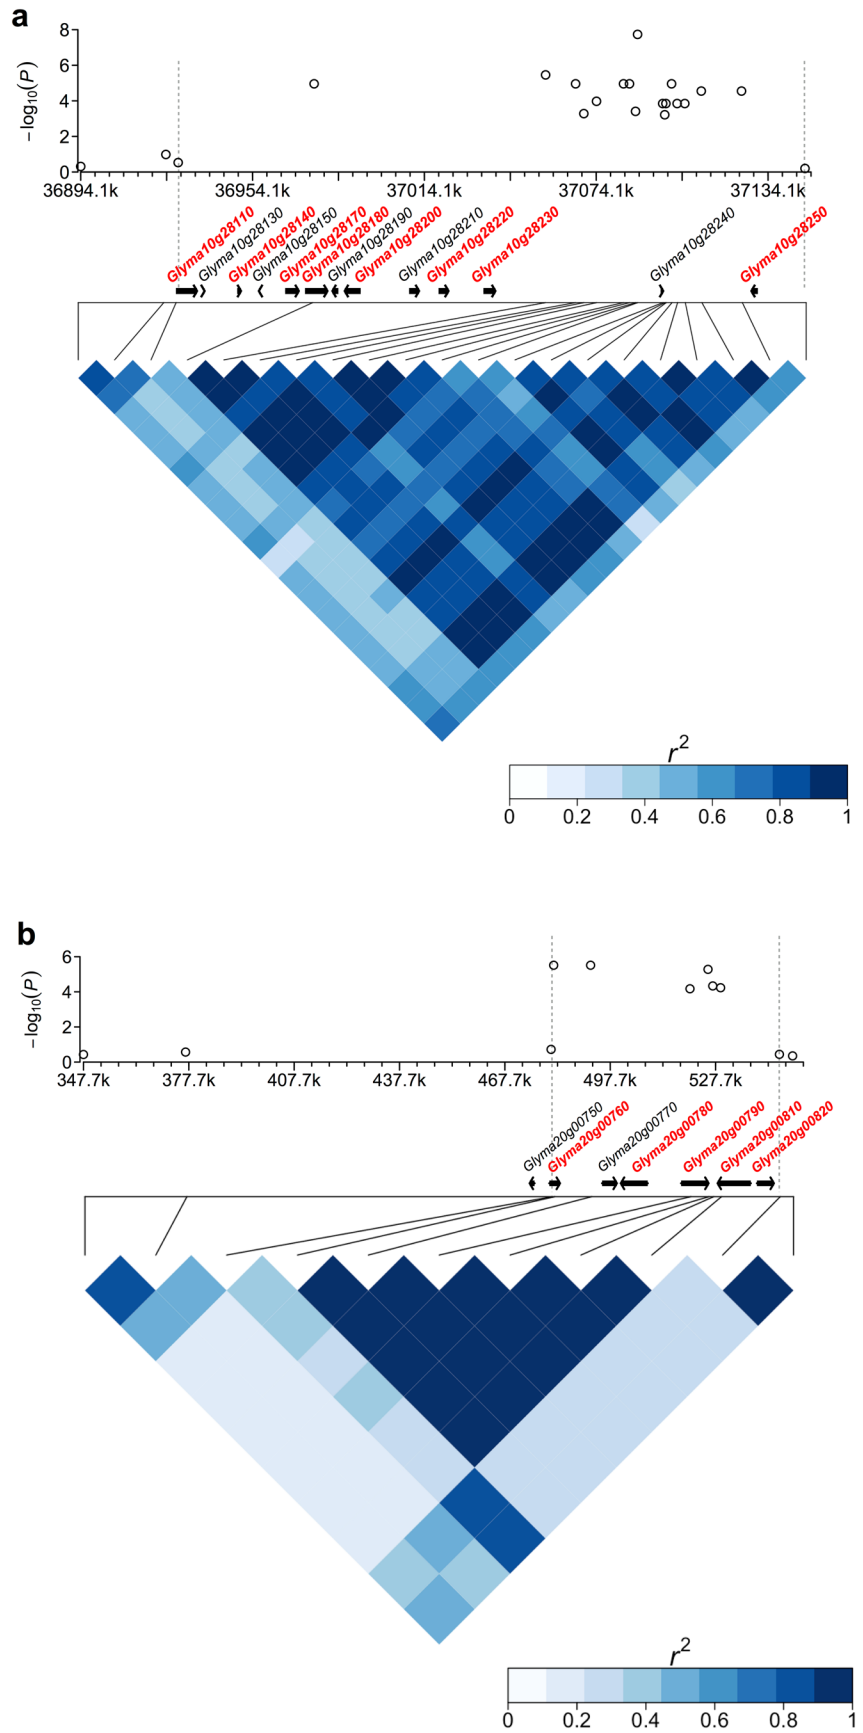 a
8
6
4
2
0
−log10(P)
36894.1k 36954.1k 37014.1k 37074.1k 37134.1k
Glyma10g28110
Glyma10g28130
Glyma10g28140
Glyma10g28150
Glyma10g28170
Glyma10g28180
Glyma10g28190
Glyma10g28200
Glyma10g28210
Glyma10g28220
Glyma10g28230
Glyma10g28240
Glyma10g28250
r2
0 0.2 0.4 0.6 0.8 1
b
6
4
2
0
−log10(P)
347.7k 377.7k 407.7k 437.7k 467.7k 497.7k 527.7k
Glyma20g00750
Glyma20g00760
Glyma20g00770
Glyma20g00780
Glyma20g00790
Glyma20g00810
Glyma20g00820
r2
0 0.2 0.4 0.6 0.8 1